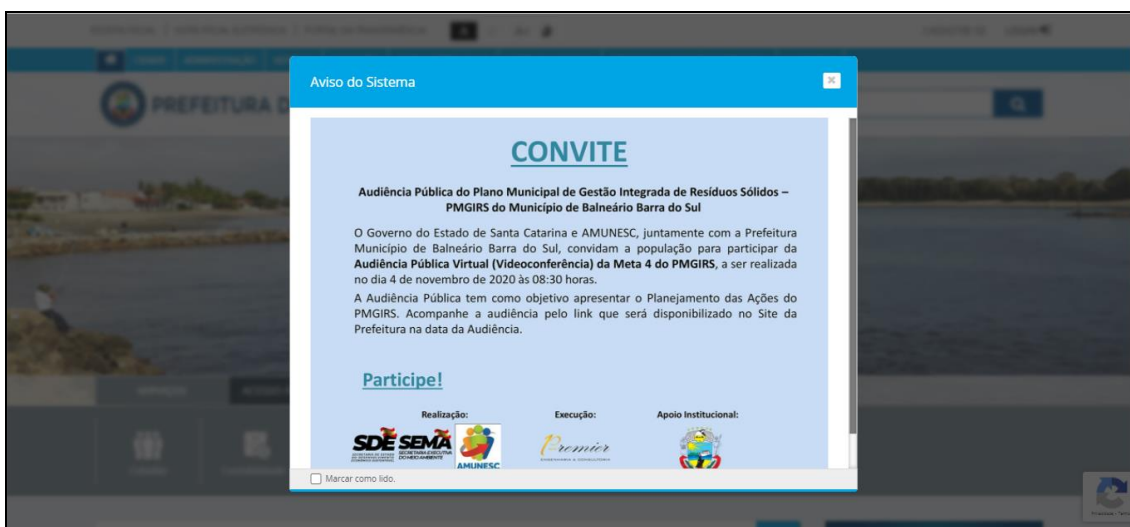 PREFEITURA D
Aviso do Sistema
CONVITE
Audiência Pública do Plano Municipal de Gestão Integrada de Resíduos Sólidos –
PMGIRS do Município de Balneário Barra do Sul
O Governo do Estado de Santa Catarina e AMUNESC, juntamente com a Prefeitura
Município de Balneário Barra do Sul, convidam a população para participar da
Audiência Pública Virtual (Videoconferência) da Meta 4 do PMGIRS, a ser realizada
no dia 4 de novembro de 2020 às 08:30 horas.
A Audiência Pública tem como objetivo apresentar o Planejamento das Ações do
PMGIRS. Acompanhe a audiência pelo link que será disponibilizado no Site da
Prefeitura na data da Audiência.
Participe!
Realização: Execução: Apoio Institucional:
SDE SEMA Premier
SECRETARIA EXECUTIVA
DO MEIO AMBIENTE
AMUNESC
Marcar como lido.